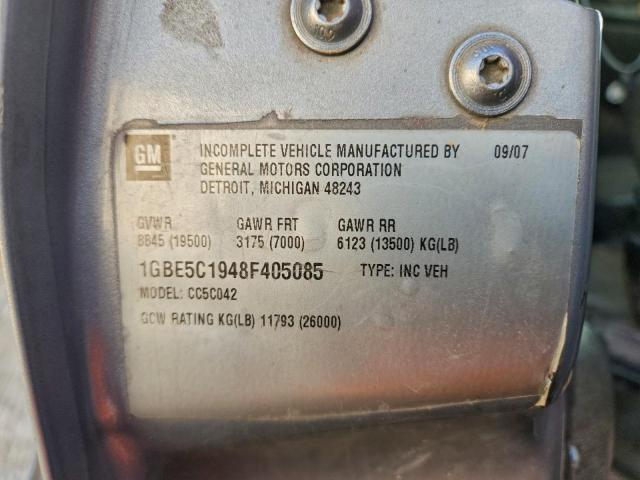 GM
INCOMPLETE VEHICLE MANUFACTURED BY 09/07
GENERAL MOTORS CORPORATION
DETROIT, MICHIGAN 48243
GVWR GAWR FRT GAWR RR
8845 (19500) 3175 (7000) 6123 (13500) KG(LB)
1GBE5C1948F405085 TYPE: INC VEH
MODEL: CC5C042
GCW RATING KG(LB) 11793 (26000)